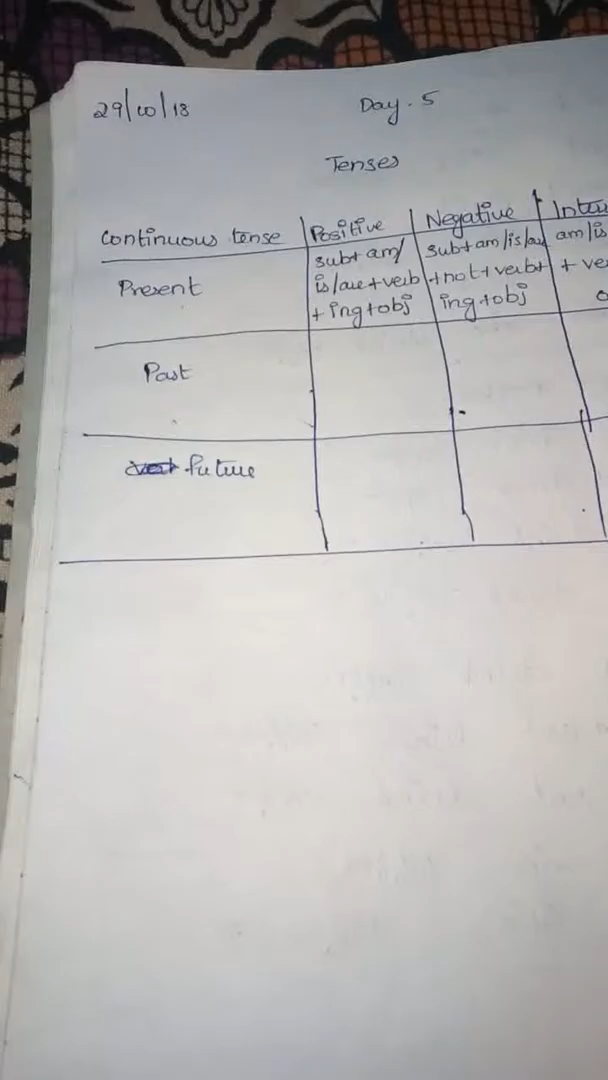 29/10/18 Day. 5
Tenses
Continuous tense Positive Negative
Present
sub+ am/
is/are + verb
+ ing + obj
sub+am/is/are
+not+verb+
ing+obj
am/is
Past
Future